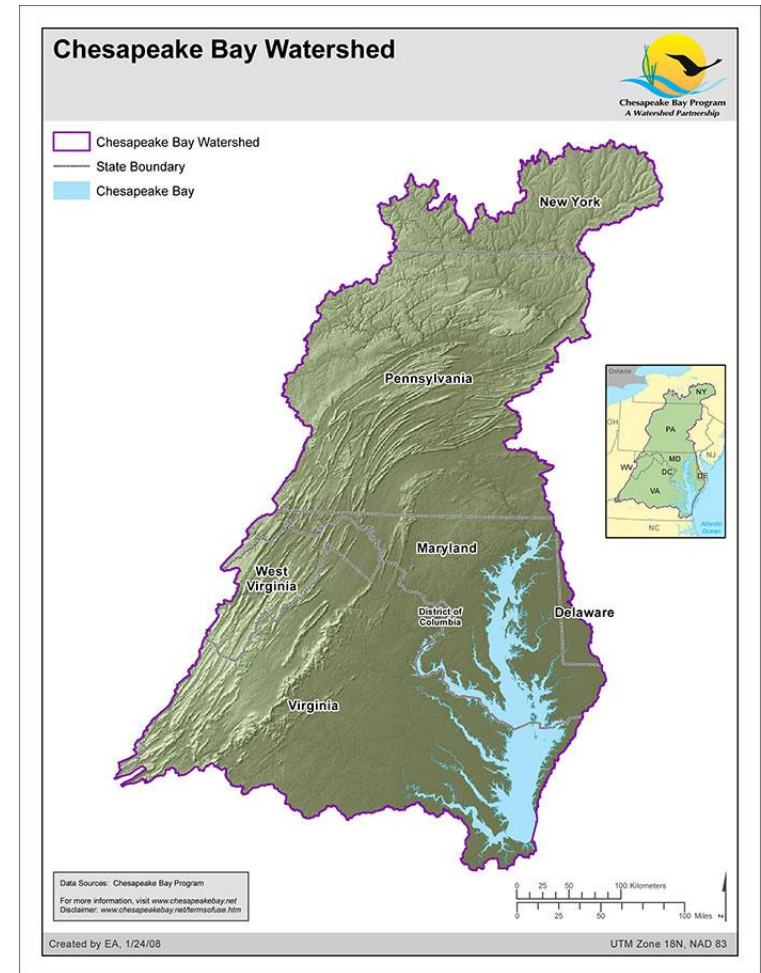 Chesapeake Bay Watershed
Chesapeake Bay Program
A Watershed Partnership
Chesapeake Bay Watershed
State Boundary
Chesapeake Bay
New York
Pennsylvania
Maryland
West
Virginia
District of
Columbia
Delaware
Virginia
Ontario
NY
OH
PA
NJ
MD
WV
DC
DE
VA
NC
Atlantic
Ocean
Data Sources: Chesapeake Bay Program
For more information, visit www.chesapeakebay.net
Disclaimer: www.chesapeakebay.net/termsofuse.htm
0 25 50 100 Kilometers
0 25 50 100 Miles
N
Created by EA, 1/24/08
UTM Zone 18N, NAD 83